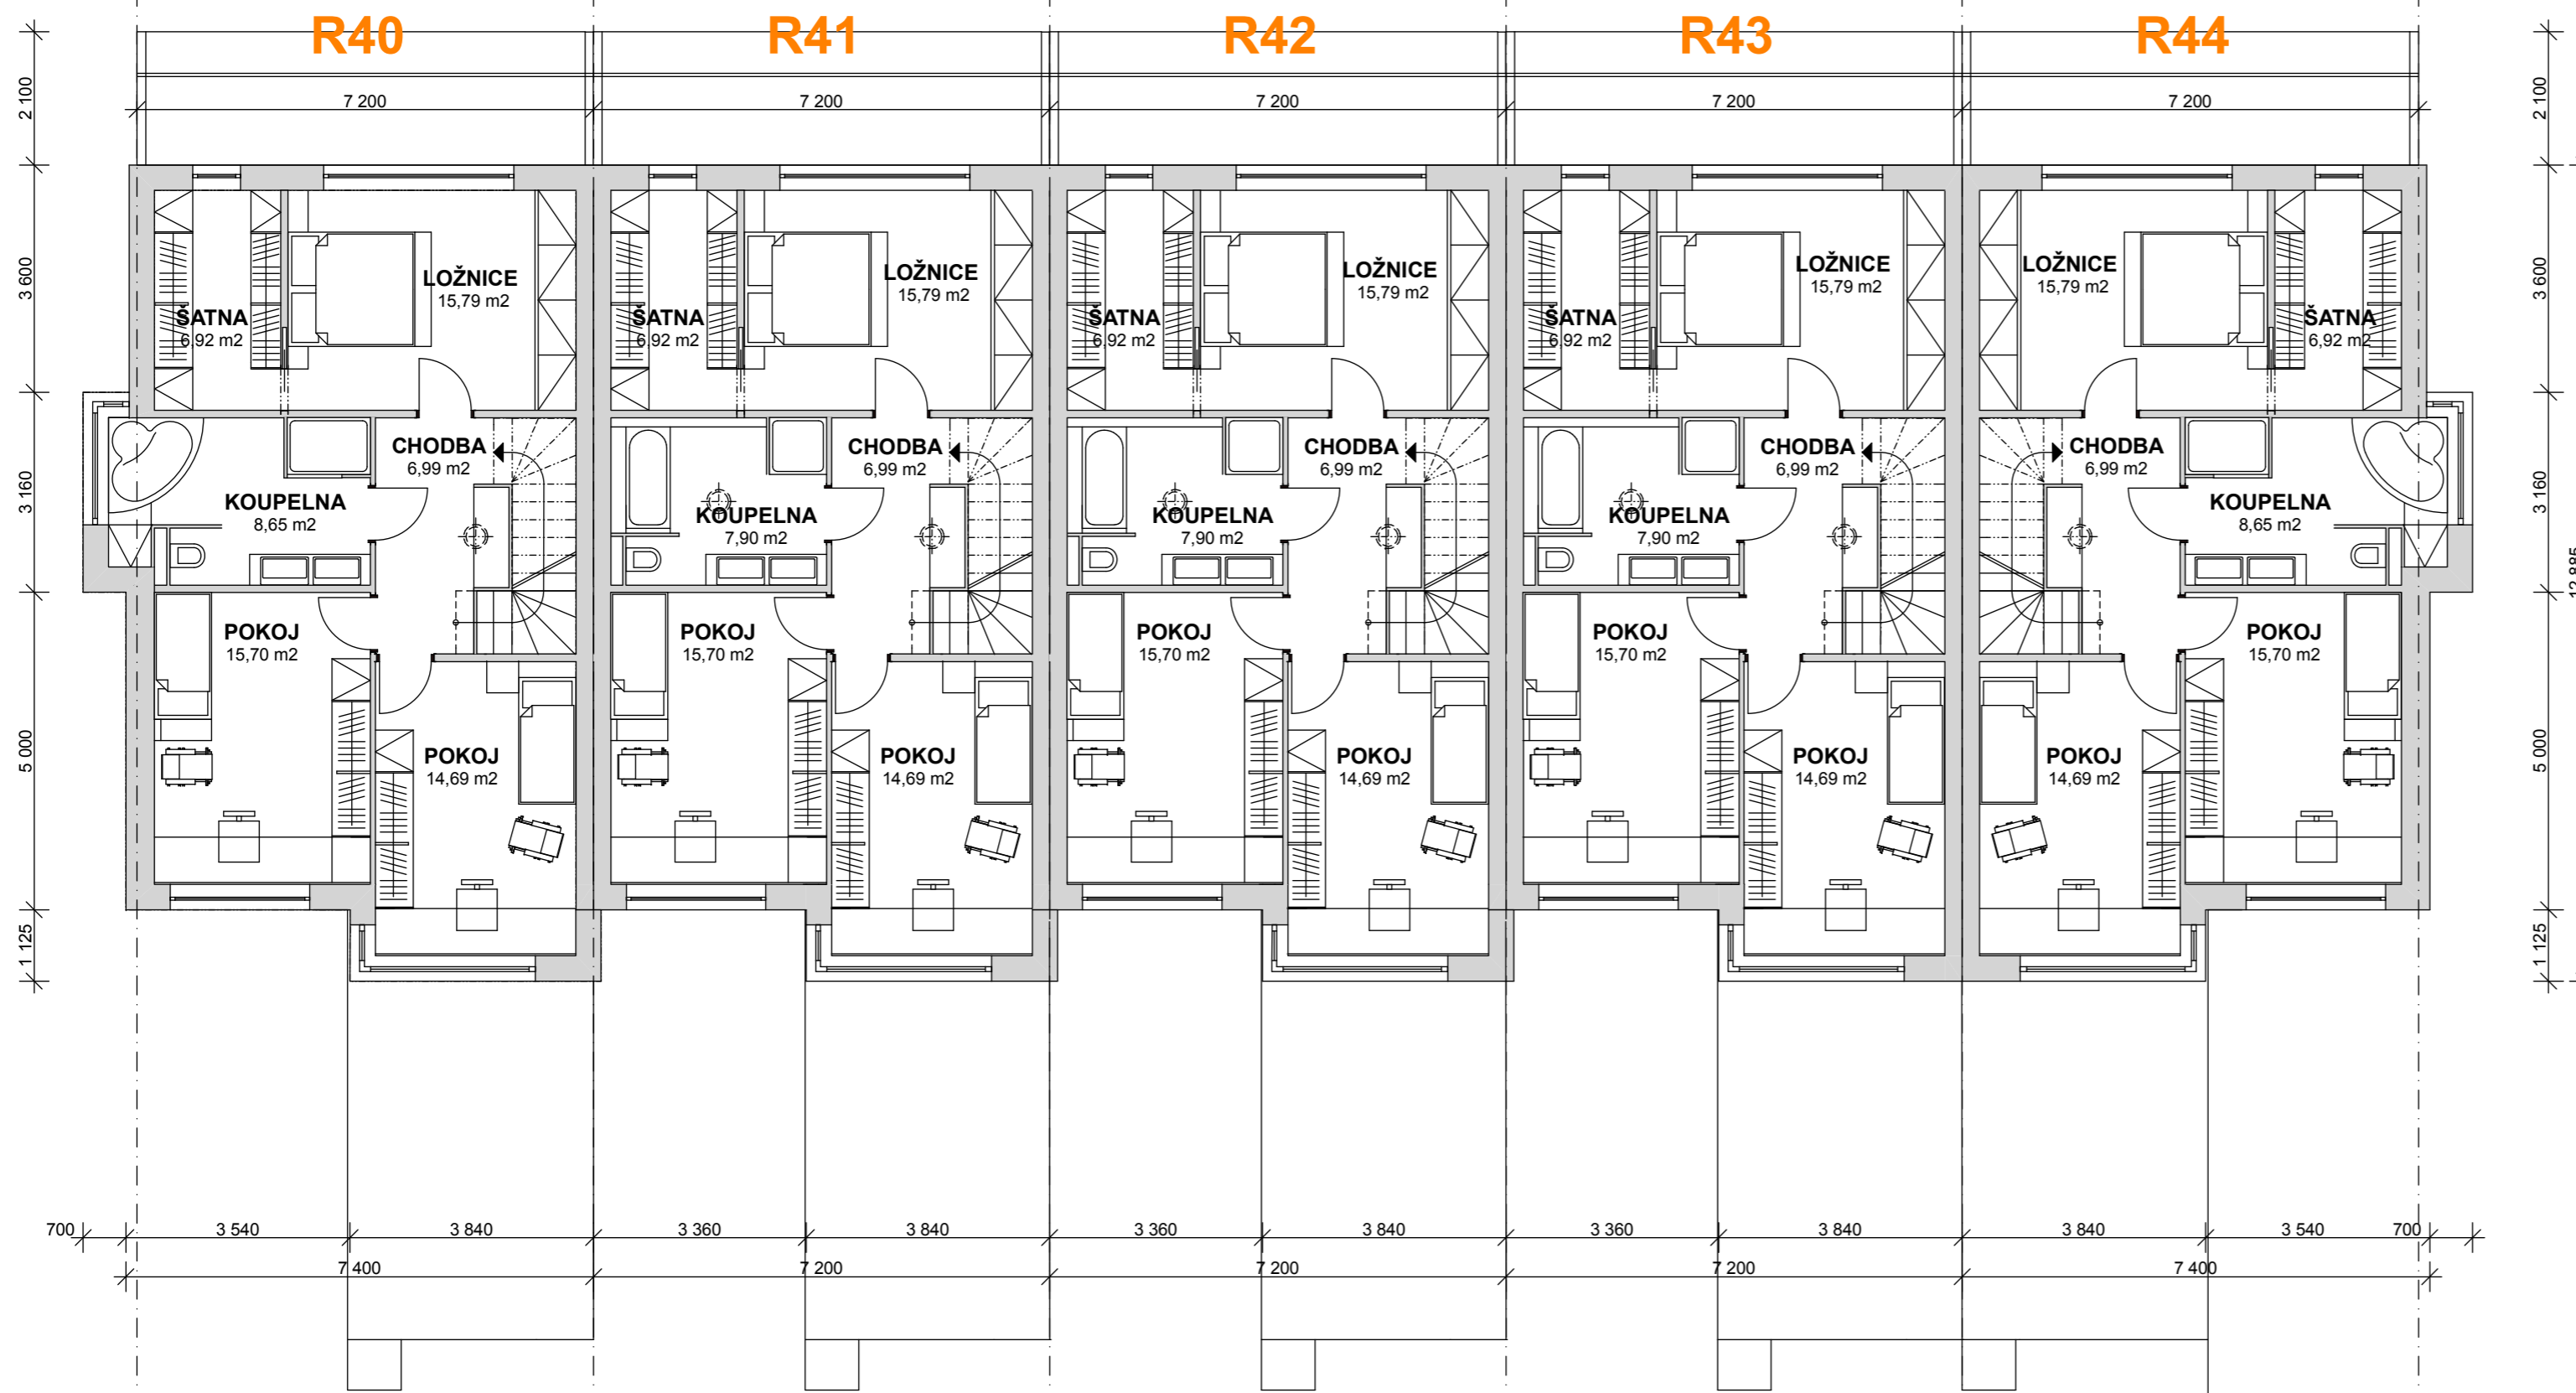 R40 R41 R42 R43 R44
7 200 7 200 7 200 7 200 7 200
2 100
3 600
3 160
5 000
1 125
LOŽNICE
15,79 m2
ŠATNA
6,92 m2
CHODBA
6,99 m2
KOUPELNA
8,65 m2
POKOJ
15,70 m2
POKOJ
14,69 m2
LOŽNICE
15,79 m2
ŠATNA
6,92 m2
CHODBA
6,99 m2
KOUPELNA
7,90 m2
POKOJ
15,70 m2
POKOJ
14,69 m2
LOŽNICE
15,79 m2
ŠATNA
6,92 m2
CHODBA
6,99 m2
KOUPELNA
7,90 m2
POKOJ
15,70 m2
POKOJ
14,69 m2
LOŽNICE
15,79 m2
ŠATNA
6,92 m2
CHODBA
6,99 m2
KOUPELNA
7,90 m2
POKOJ
15,70 m2
POKOJ
14,69 m2
LOŽNICE
15,79 m2
ŠATNA
6,92 m2
CHODBA
6,99 m2
KOUPELNA
8,65 m2
POKOJ
15,70 m2
POKOJ
14,69 m2
2 100
3 600
3 160
5 000
1 125
12 885
700 3 540 3 840 3 360 3 840 3 360 3 840 3 360 3 840 3 840 3 540 700
7 400 7 200 7 200 7 200 7 400